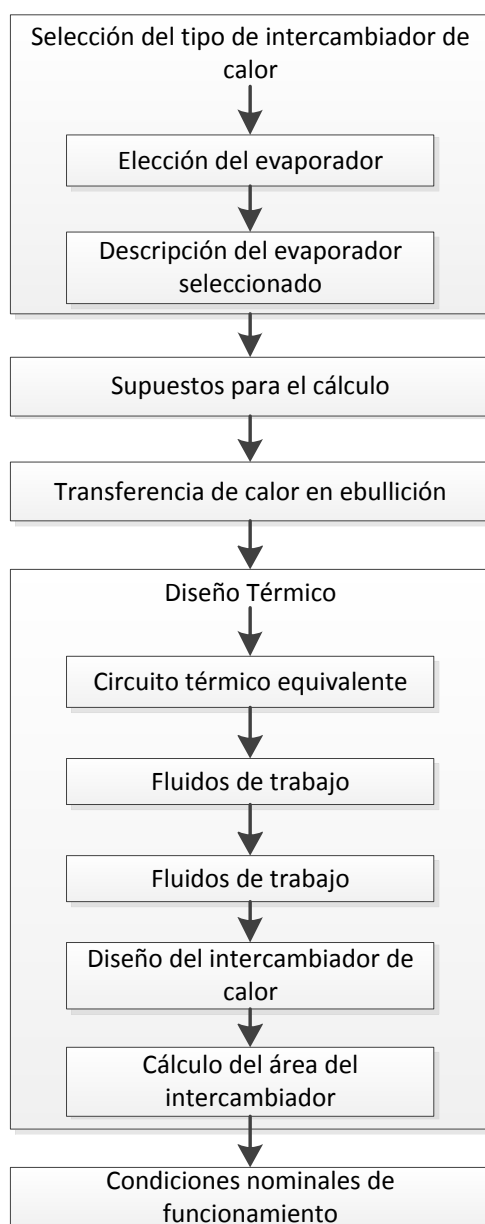 Selección del tipo de intercambiador de
calor
Elección del evaporador
Descripción del evaporador
seleccionado
Supuestos para el cálculo
Transferencia de calor en ebullición
Diseño Térmico
Circuito térmico equivalente
Fluidos de trabajo
Fluidos de trabajo
Diseño del intercambiador de
calor
Cálculo del área del
intercambiador
Condiciones nominales de
funcionamiento